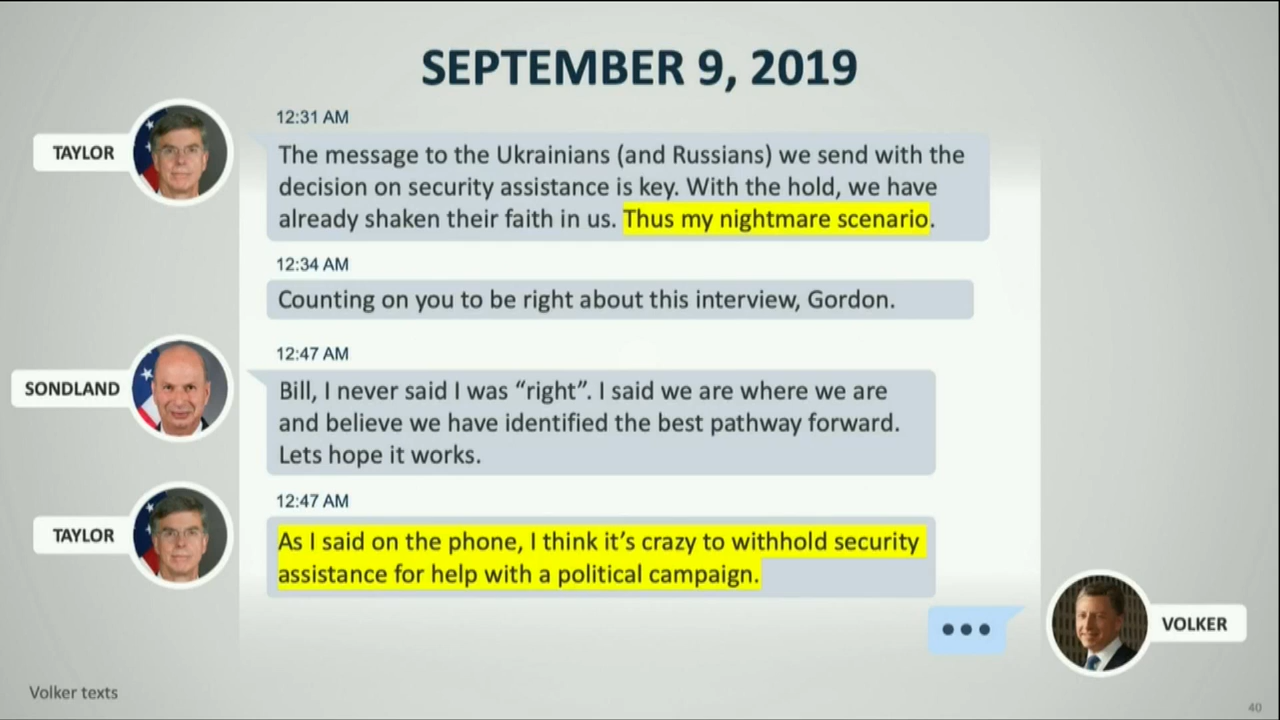 SEPTEMBER 9, 2019
12:31 AM
TAYLOR
The message to the Ukrainians (and Russians) we send with the
decision on security assistance is key. With the hold, we have
already shaken their faith in us. Thus my nightmare scenario.
12:34 AM
Counting on you to be right about this interview, Gordon.
12:47 AM
SONDLAND
Bill, I never said I was “right”. I said we are where we are
and believe we have identified the best pathway forward.
Lets hope it works.
12:47 AM
TAYLOR
As I said on the phone, I think it’s crazy to withhold security
assistance for help with a political campaign.
VOLKER
Volker texts
40